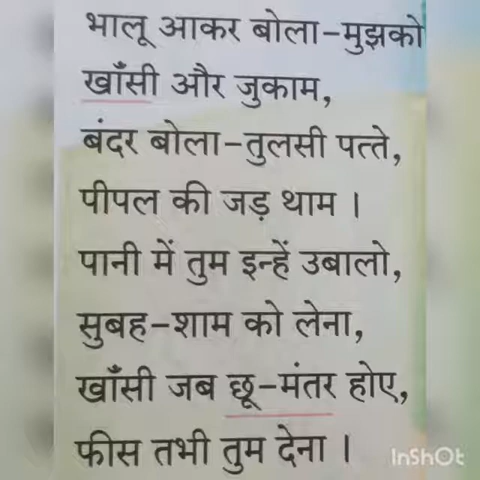 भालू आकर बोला-मुझको
खाँसी और जुकाम,
बंदर बोला-तुलसी पत्ते,
पीपल की जड़ थाम ।
पानी में तुम इन्हें उबालो,
सुबह-शाम को लेना,
खाँसी जब छू-मंतर होए,
फीस तभी तुम देना ।
InShOt